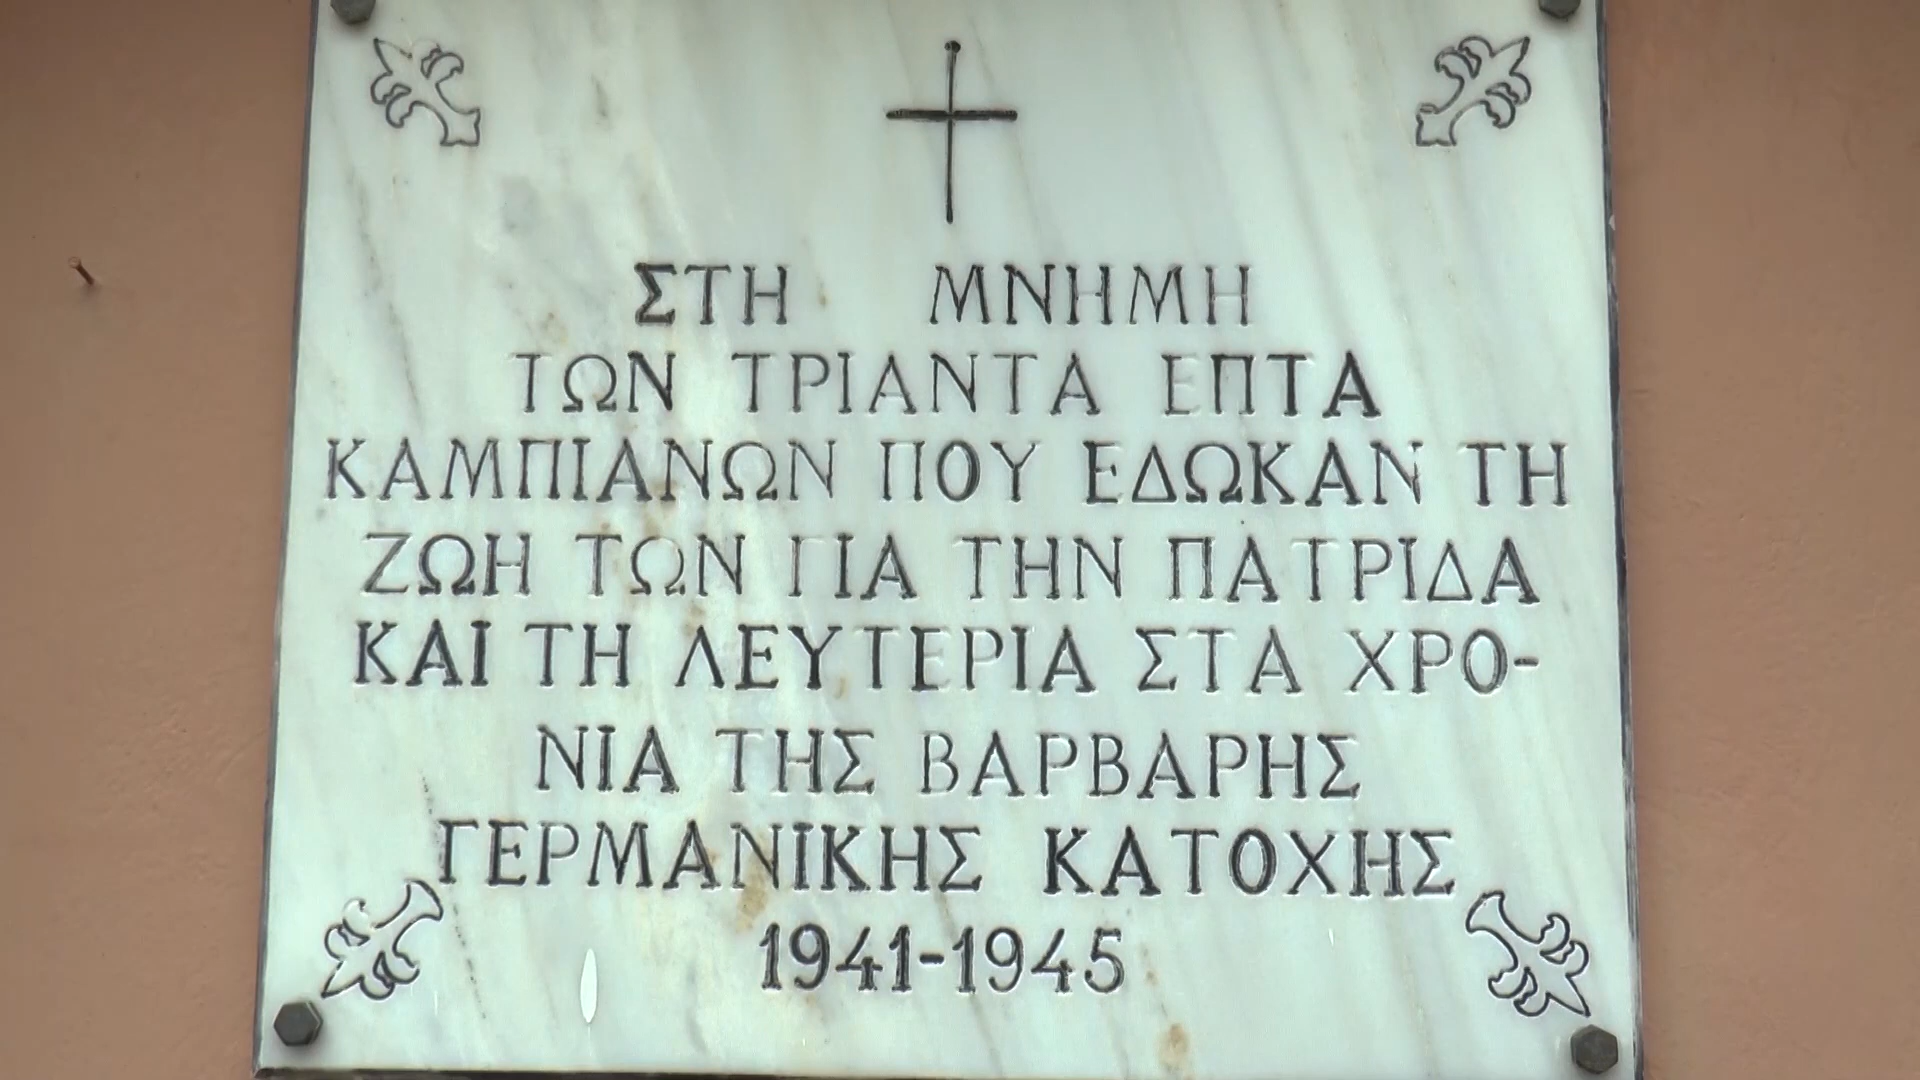 ΣΤΗ ΜΝΗΜΗ
ΤΩΝ ΤΡΙΑΝΤΑ ΕΠΤΑ
ΚΑΜΠΙΑΝΩΝ ΠΟΥ ΕΔΩΚΑΝ ΤΗ
ΖΩΗ ΤΩΝ ΓΙΑ ΤΗΝ ΠΑΤΡΙΔΑ
ΚΑΙ ΤΗ ΛΕΥΤΕΡΙΑ ΣΤΑ ΧΡΟ-
ΝΙΑ ΤΗΣ ΒΑΡΒΑΡΗΣ
ΓΕΡΜΑΝΙΚΗΣ ΚΑΤΟΧΗΣ
1941-1945